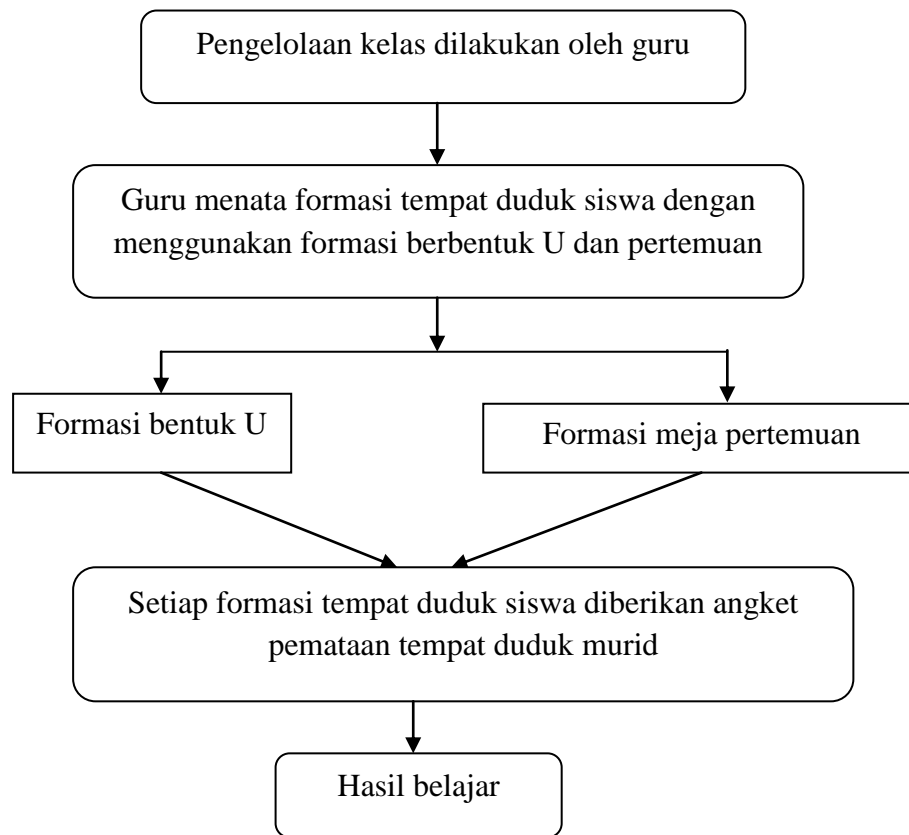 Pengelolaan kelas dilakukan oleh guru
Guru menata formasi tempat duduk siswa dengan
menggunakan formasi berbentuk U dan pertemuan
Formasi bentuk U
Formasi meja pertemuan
Setiap formasi tempat duduk siswa diberikan angket
pemataan tempat duduk murid
Hasil belajar